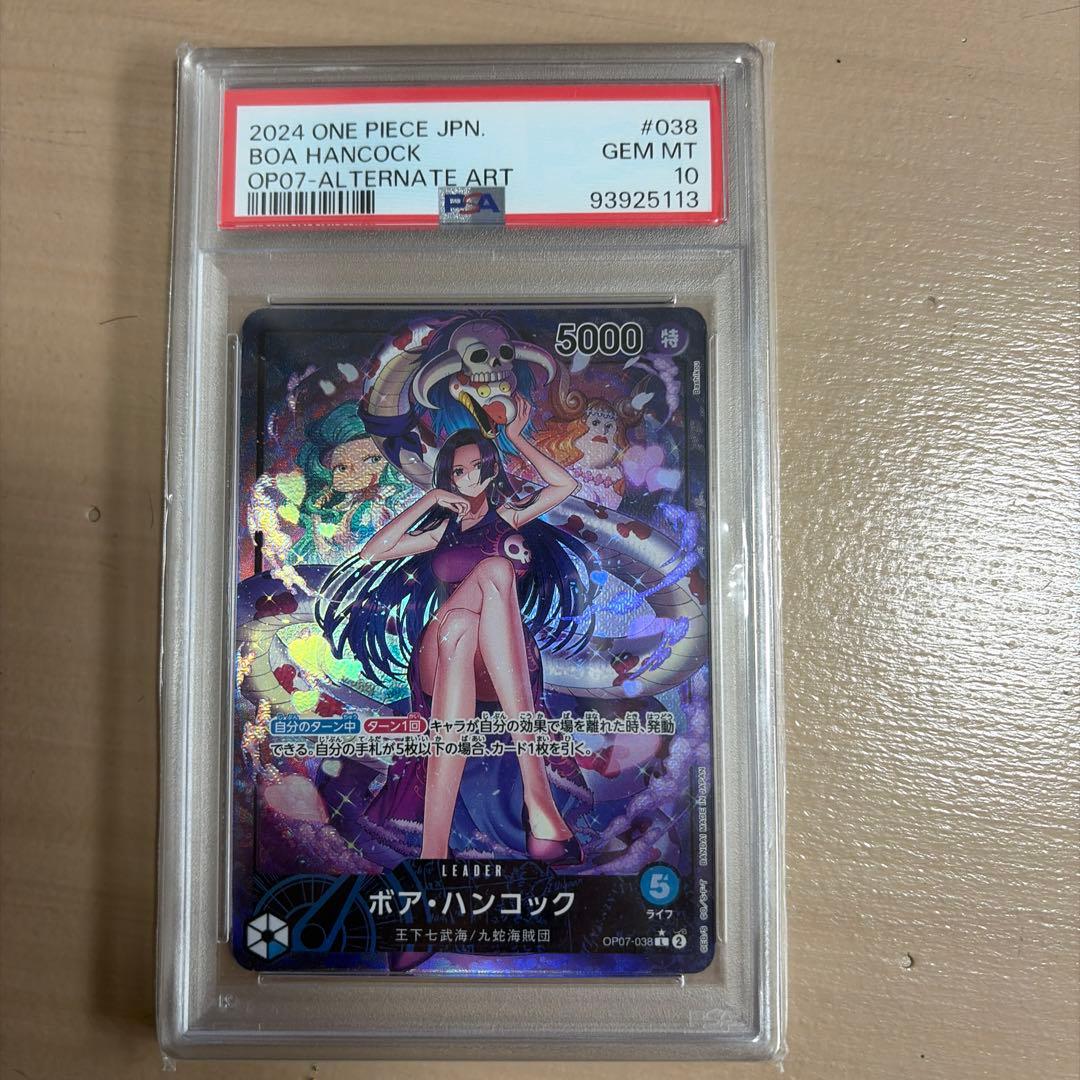 2024 ONE PIECE JPN. #038
BOA HANCOCK GEM MT
OP07-ALTERNATE ART 10
PSA 93925113
5000 特
自分のターン中 ターン1回 キャラが自分の効果で場を離れた時、発動
できる。自分の手札が5枚以下の場合、カード1枚を引く。
BANDAI MADE IN JAPAN
LEADER
ボア・ハンコック
5
ライフ
王下七武海/九蛇海賊団
OP07-038 L 2